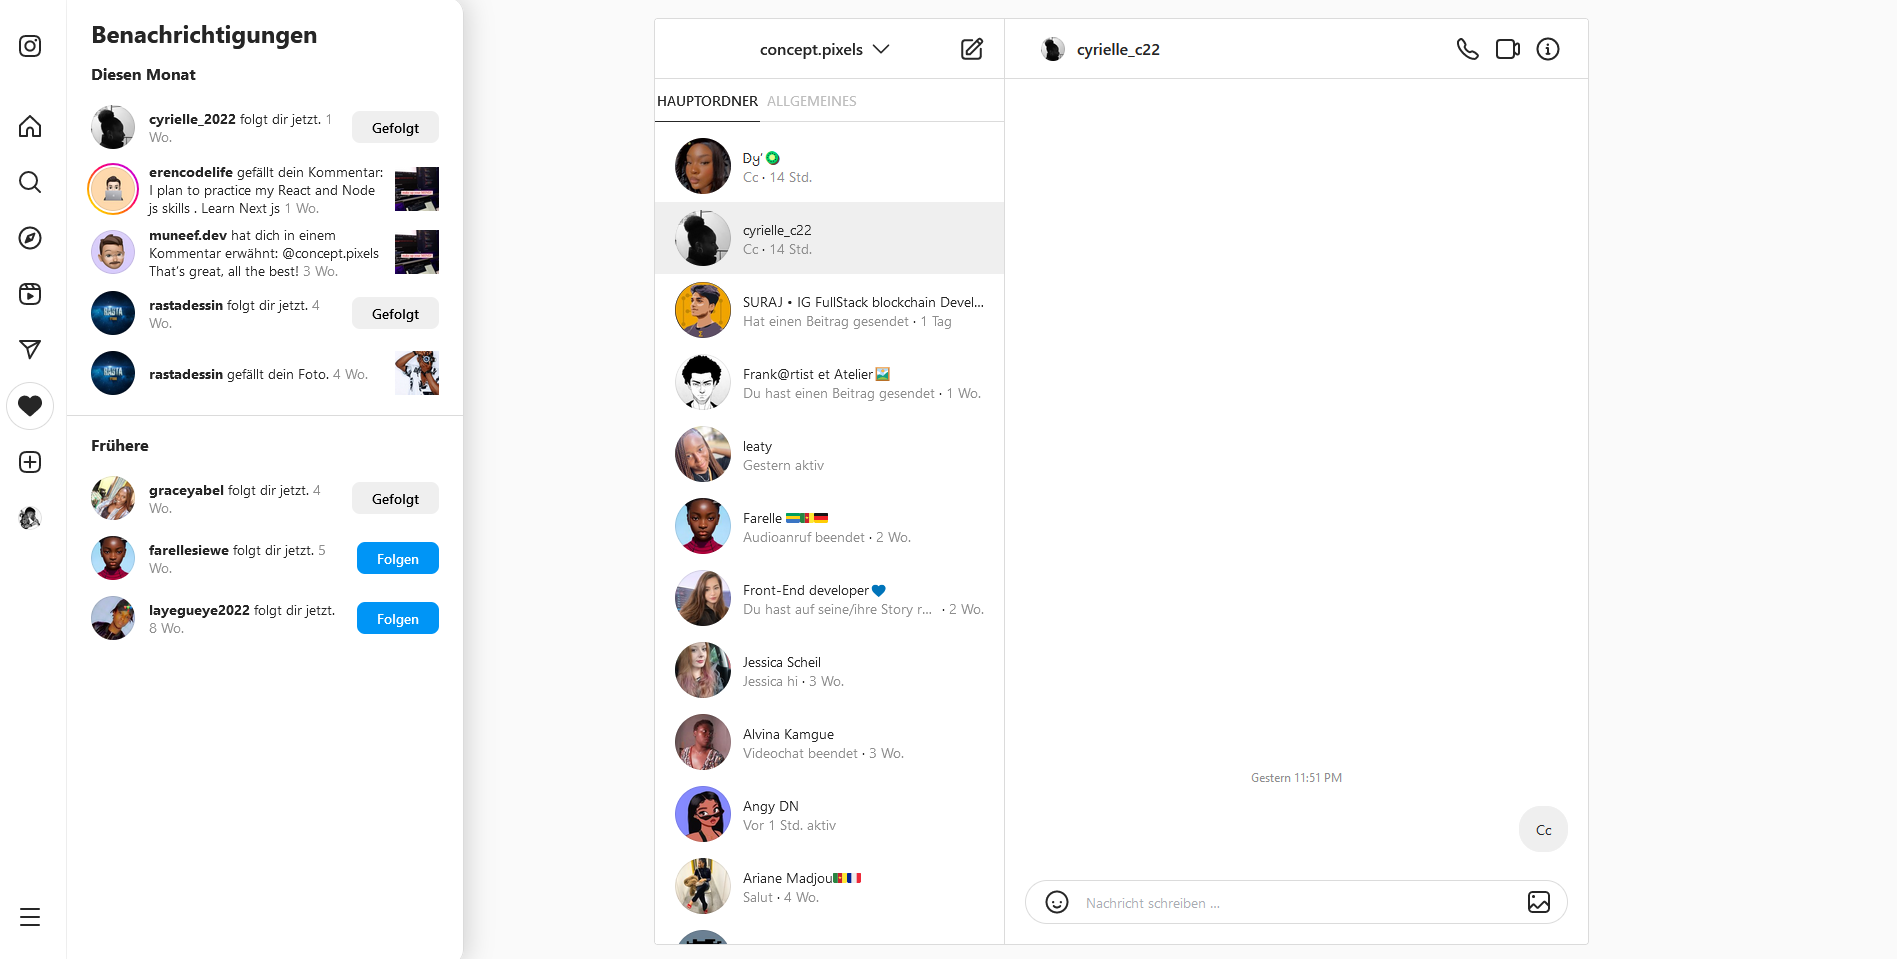 Benachrichtigungen
Diesen Monat
cyrielle_2022 folgt dir jetzt. 1
Wo.
Gefolgt
erencodelife gefällt dein Kommentar:
I plan to practice my React and Node
js skills . Learn Next js 1 Wo.
muneef.dev hat dich in einem
Kommentar erwähnt: @concept.pixels
That's great, all the best! 3 Wo.
rastadessin folgt dir jetzt. 4
Wo.
Gefolgt
rastadessin gefällt dein Foto. 4 Wo.
Frühere
graceyabel folgt dir jetzt. 4
Wo.
Gefolgt
farellesiewe folgt dir jetzt. 5
Wo.
Folgen
layegueye2022 folgt dir jetzt.
8 Wo.
Folgen
concept.pixels
HAUPTORDNER ALLGEMEINES
Cc · 14 Std.
cyrielle_c22
Cc · 14 Std.
SURAJ • IG FullStack blockchain Devel...
Hat einen Beitrag gesendet · 1 Tag
Frank@rtist et Atelier🖼️
Du hast einen Beitrag gesendet · 1 Wo.
leaty
Gestern aktiv
Farelle 🇬🇦🇨🇲🇩🇪
Audioanruf beendet · 2 Wo.
Front-End developer💙
Du hast auf seine/ihre Story r... · 2 Wo.
Jessica Scheil
Jessica hi · 3 Wo.
Alvina Kamgue
Videochat beendet · 3 Wo.
Angy DN
Vor 1 Std. aktiv
Ariane Madjou🇨🇲🇫🇷
Salut · 4 Wo.
cyrielle_c22
Gestern 11:51 PM
Cc
Nachricht schreiben ...